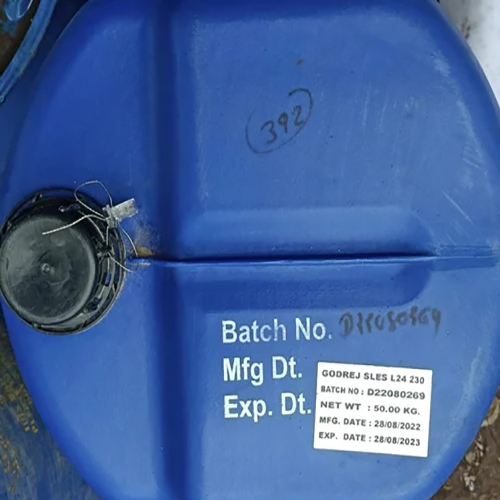 392
Batch No.
Mfg Dt.
Exp. Dt.
GODREJ SLES L24 230
BATCH NO : D22080269
NET WT : 50.00 KG.
MFG. DATE : 28/08/2022
EXP. DATE : 28/08/2023